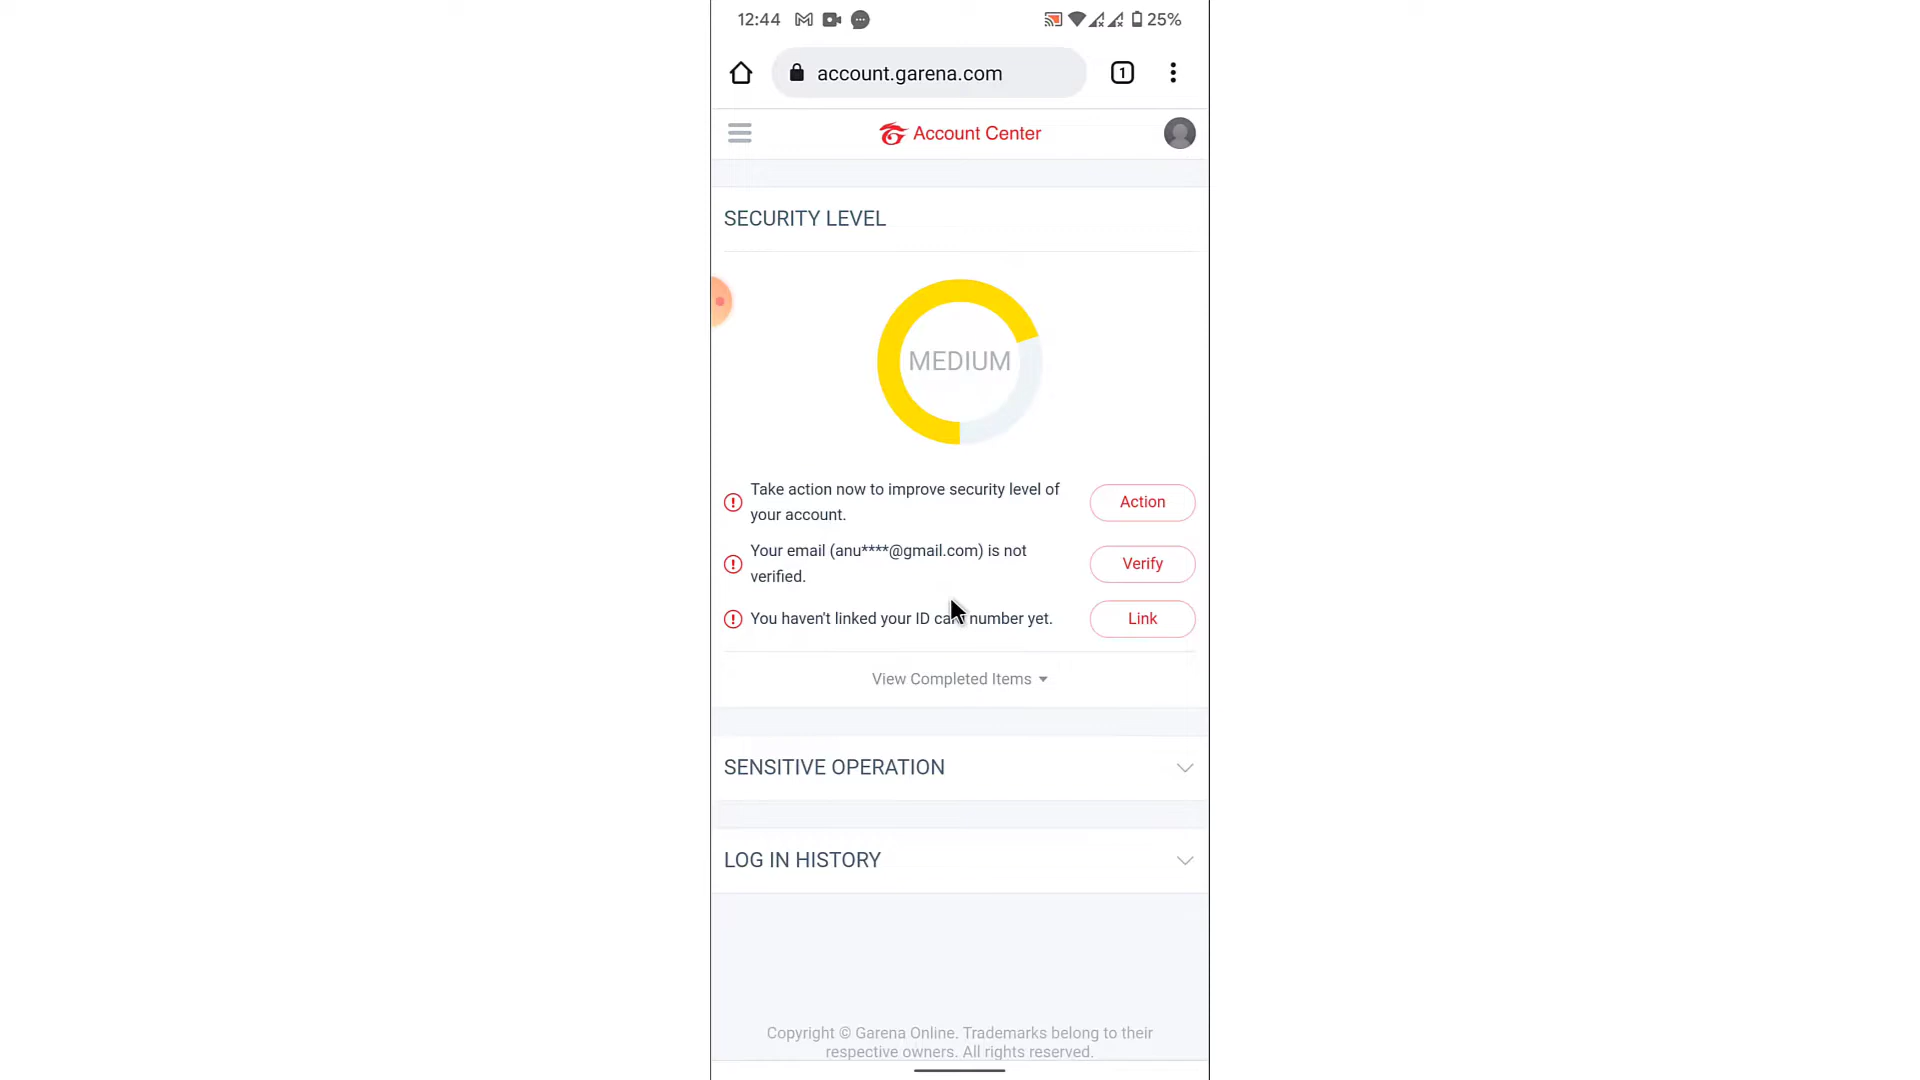 12:44 25%
account.garena.com 1
Account Center
SECURITY LEVEL
MEDIUM
Take action now to improve security level of
your account.
Action
Your email (anu****@gmail.com) is not
verified.
Verify
You haven't linked your ID card number yet.
Link
View Completed Items
SENSITIVE OPERATION
LOG IN HISTORY
Copyright © Garena Online. Trademarks belong to their
respective owners. All rights reserved.